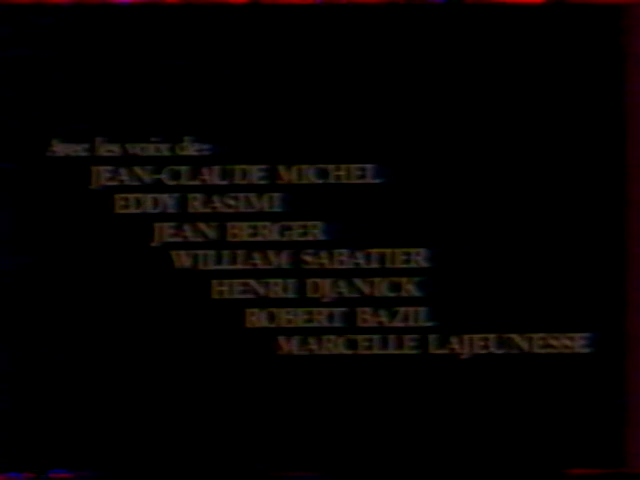 Avec les voix de:
JEAN-CLAUDE MICHEL
EDDY RASIMI
JEAN BERGER
WILLIAM SABATIER
HENRI DJANICK
ROBERT BAZIL
MARCELLE LAJEUNESSE